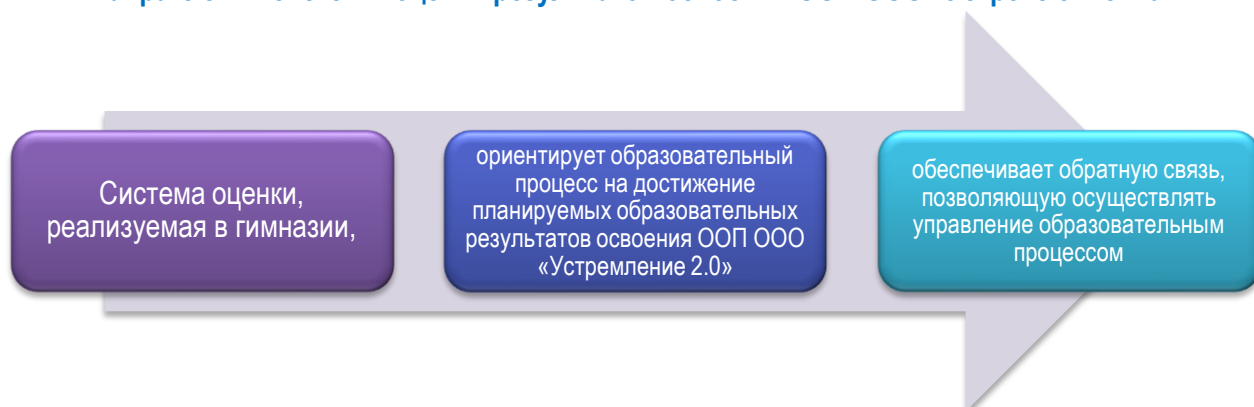 Система оценки,
реализуемая в гимназии,
ориентирует образовательный
процесс на достижение
планируемых образовательных
результатов освоения ООП ООО
«Устремление 2.0»
обеспечивает обратную связь,
позволяющую осуществлять
управление образовательным
процессом